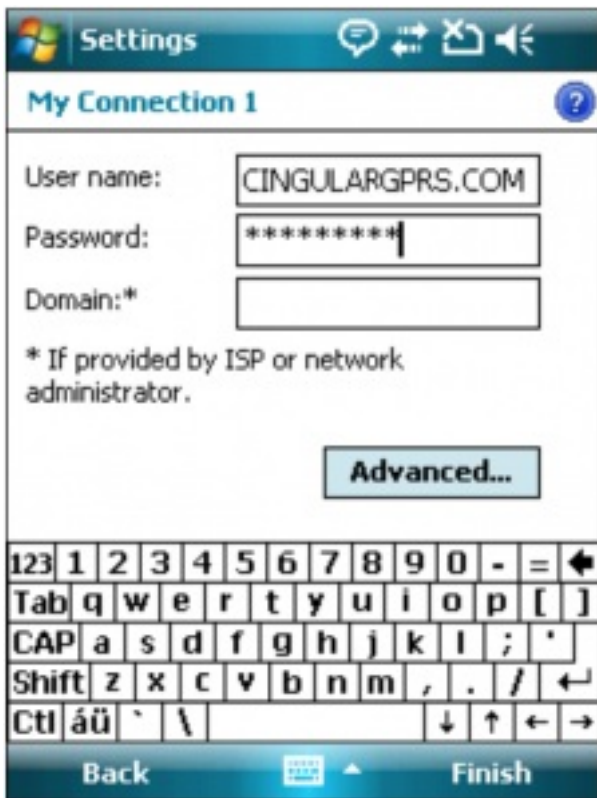 Settings
My Connection 1
?
User name: CINGULARGPRS.COM
Password: *********
Domain:*
* If provided by ISP or network
administrator.
Advanced...
123 1 2 3 4 5 6 7 8 9 0 - =
Tab q w e r t y u i o p [ ]
CAP a s d f g h j k l ; '
Shift z x c v b n m , . /
Ctl áü ` \
Back Finish